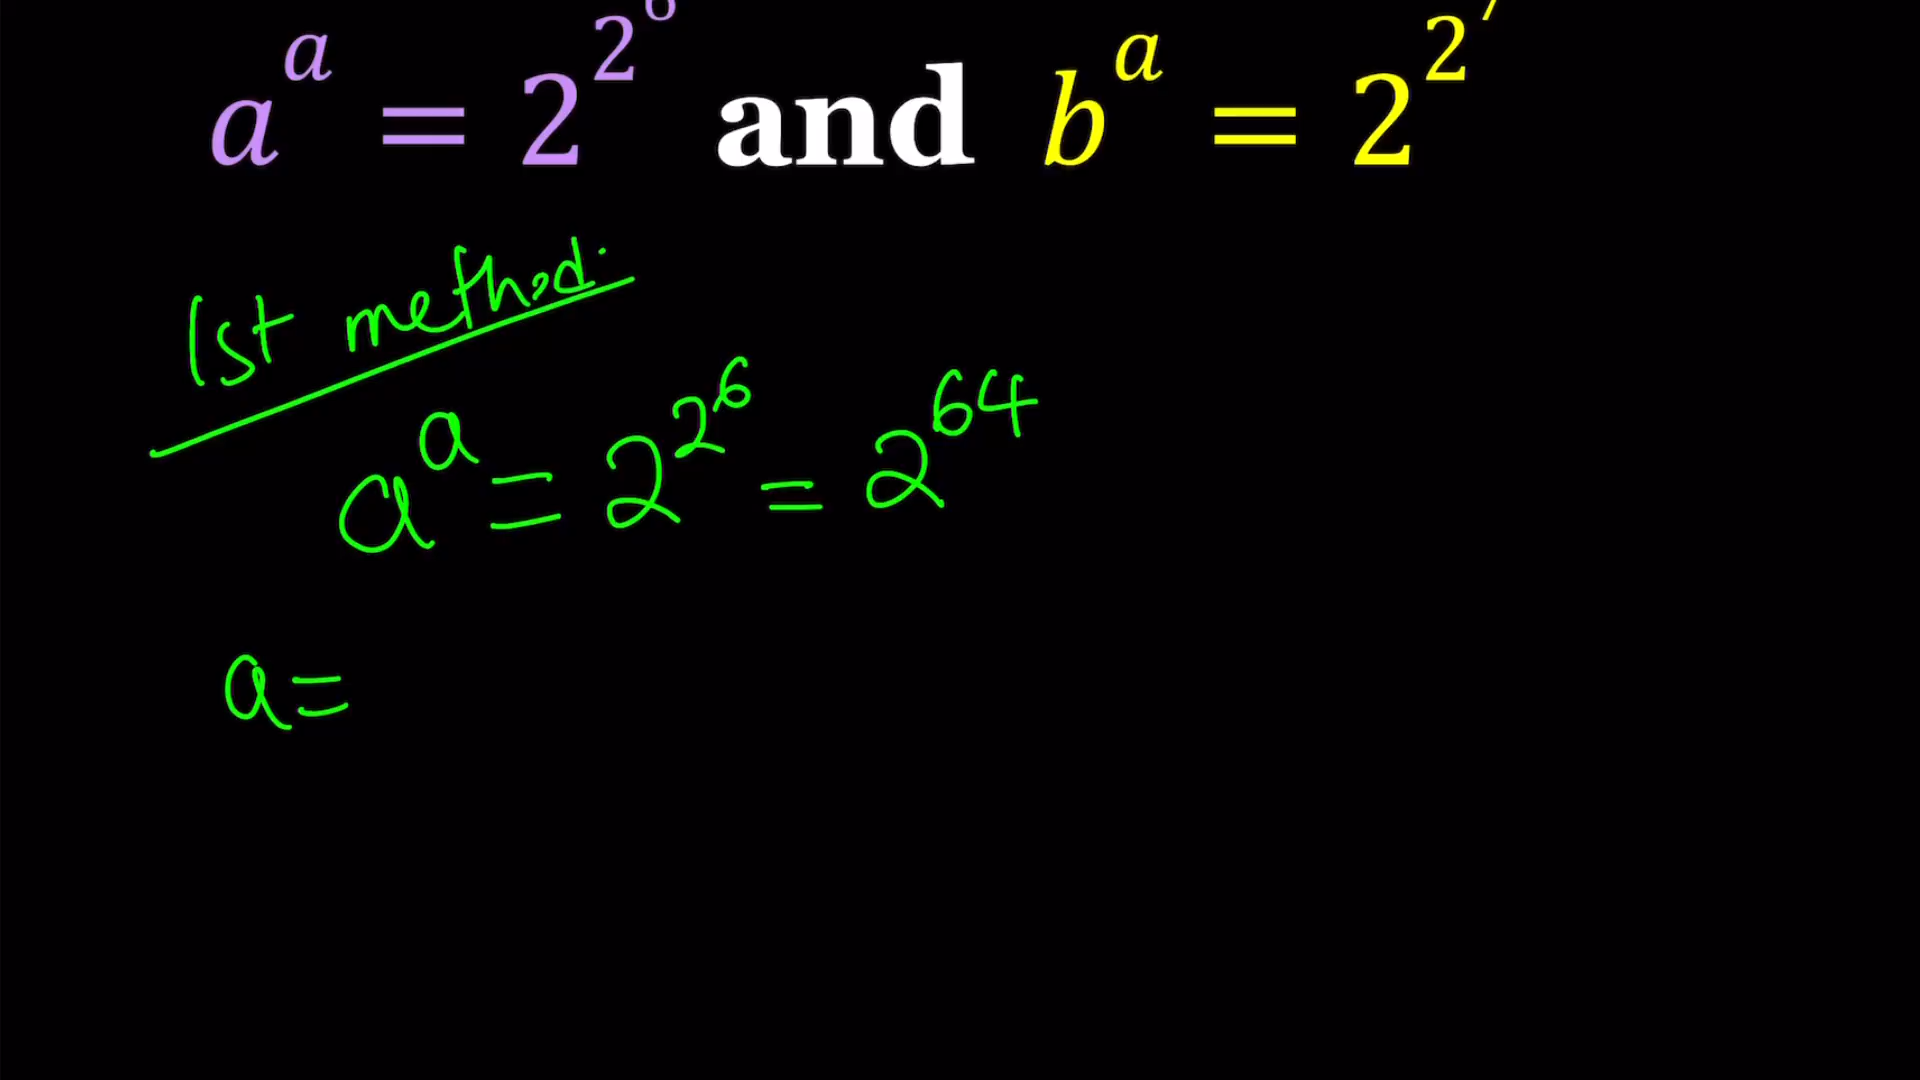 a^a = 2^{2^6} and b^a = 2^{2^7}
1st method:
a^a = 2^{2^6} = 2^{64}
a =